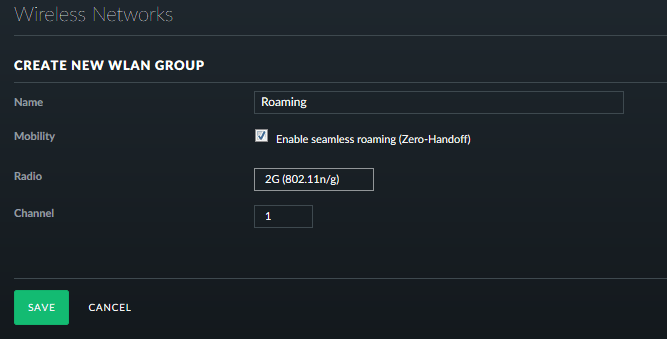 Wireless Networks
CREATE NEW WLAN GROUP
Name Roaming
Mobility Enable seamless roaming (Zero-Handoff)
Radio 2G (802.11n/g)
Channel 1
SAVE CANCEL